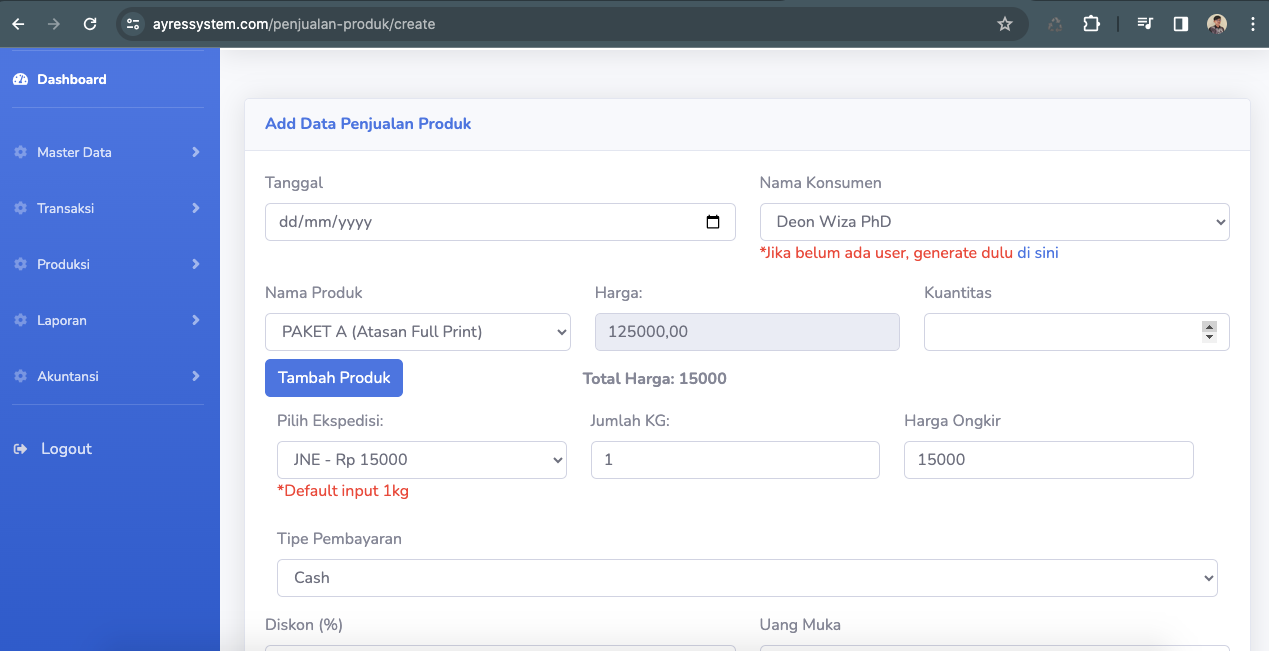 ayressystem.com/penjualan-produk/create
Dashboard
Master Data
Transaksi
Produksi
Laporan
Akuntansi
Logout
Add Data Penjualan Produk
Tanggal
dd/mm/yyyy
Nama Konsumen
Deon Wiza PhD
*Jika belum ada user, generate dulu di sini
Nama Produk
PAKET A (Atasan Full Print)
Harga:
125000,00
Kuantitas
Tambah Produk
Total Harga: 15000
Pilih Ekspedisi:
JNE - Rp 15000
*Default input 1kg
Jumlah KG:
1
Harga Ongkir
15000
Tipe Pembayaran
Cash
Diskon (%)
Uang Muka